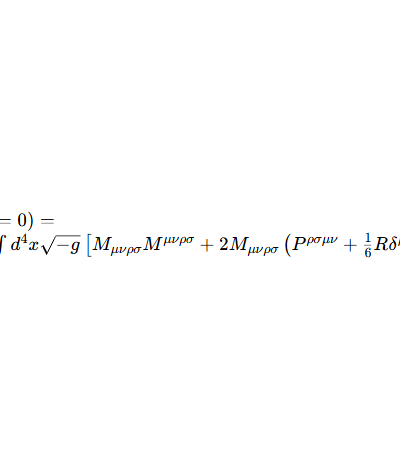 = 0) =
∫ d⁴x√−g [M_{μνρσ}M^{μνρσ} + 2M_{μνρσ} (P^{ρσμν} + 1/6 Rδ